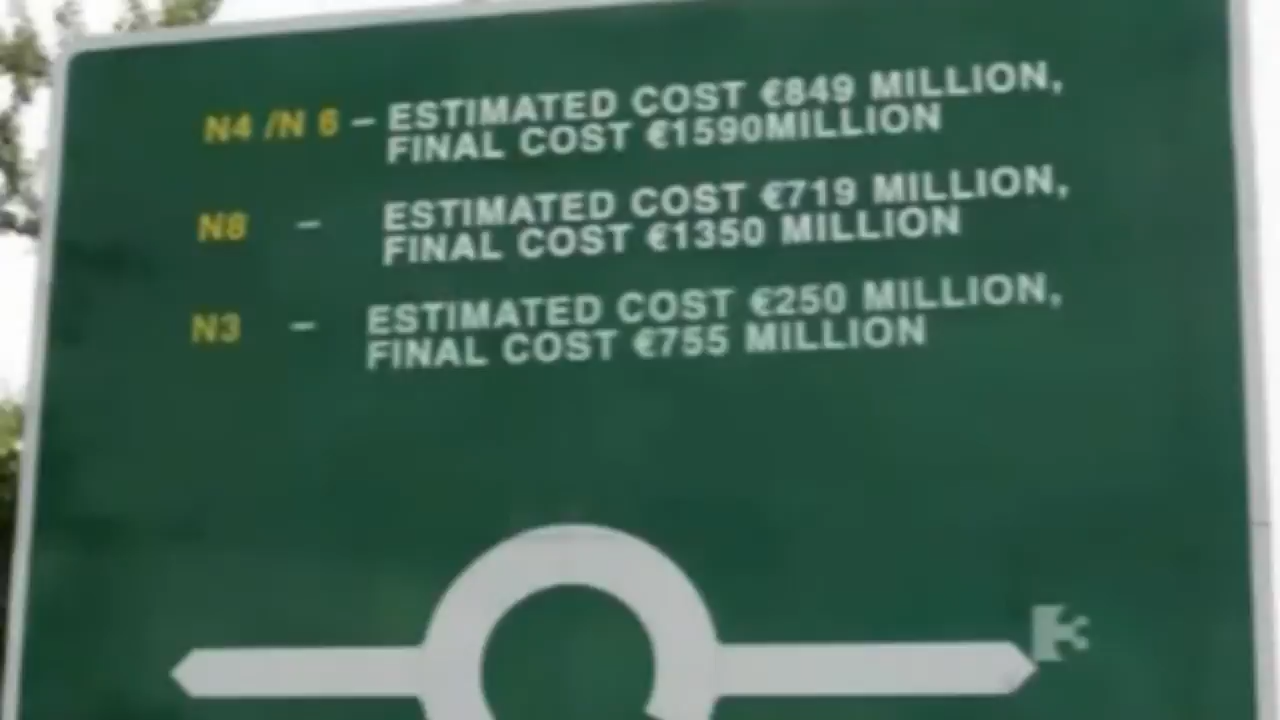 N4 /N 6 – ESTIMATED COST €849 MILLION,
FINAL COST €1590MILLION
N8 – ESTIMATED COST €719 MILLION,
FINAL COST €1350 MILLION
N3 – ESTIMATED COST €250 MILLION,
FINAL COST €755 MILLION